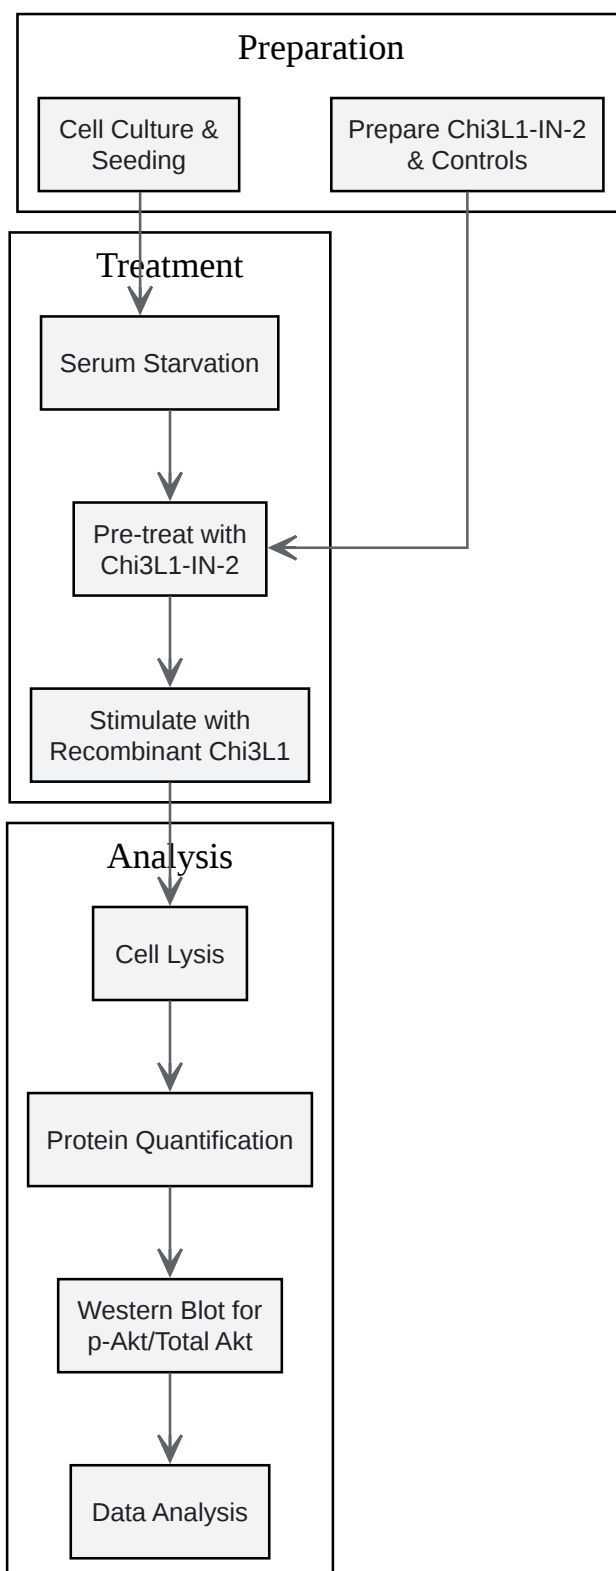 Preparation
Cell Culture &
Seeding
Prepare Chi3L1-IN-2
& Controls
Treatment
Serum Starvation
Pre-treat with
Chi3L1-IN-2
Stimulate with
Recombinant Chi3L1
Analysis
Cell Lysis
Protein Quantification
Western Blot for
p-Akt/Total Akt
Data Analysis